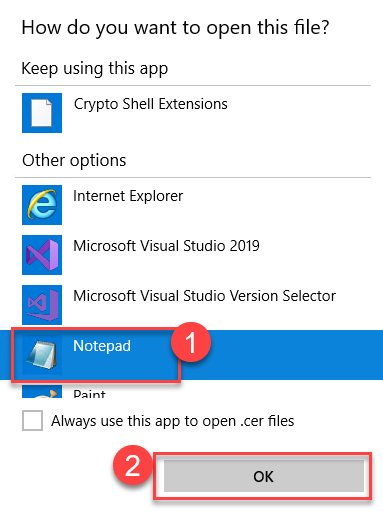 How do you want to open this file?
Keep using this app
Crypto Shell Extensions
Other options
Internet Explorer
Microsoft Visual Studio 2019
Microsoft Visual Studio Version Selector
Notepad
1
Paint
Always use this app to open .cer files
2
OK